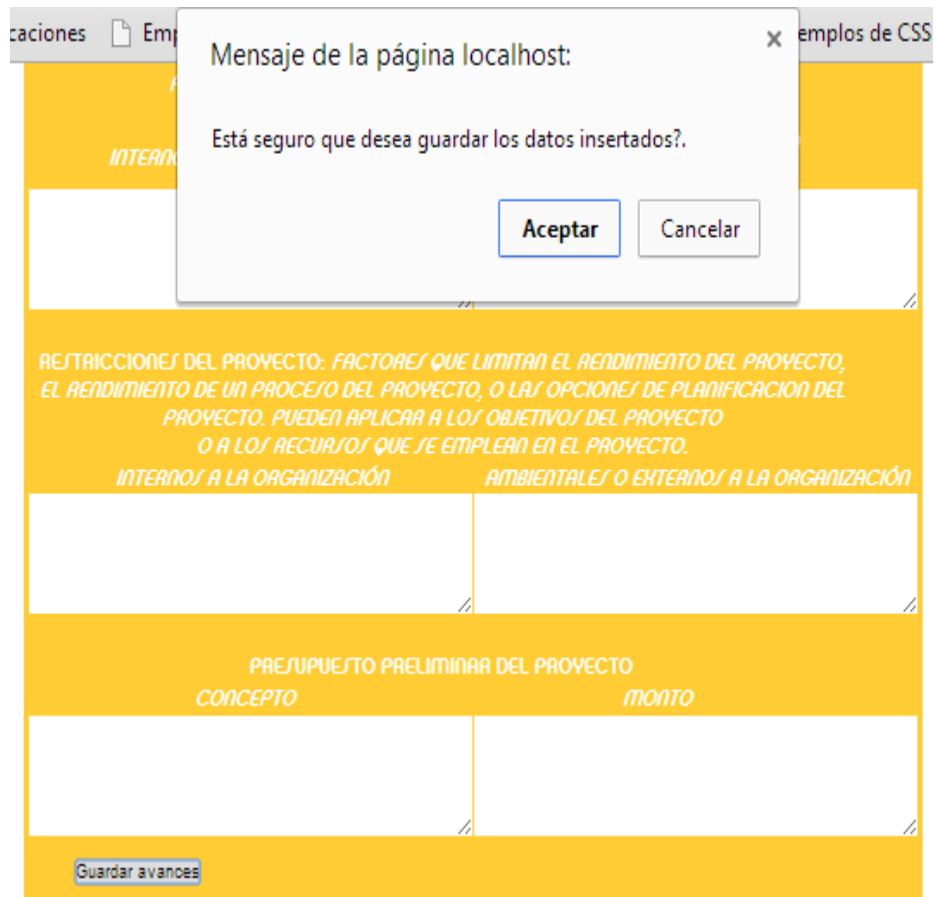 caciones Emp emplos de CSS
Mensaje de la página localhost:
Está seguro que desea guardar los datos insertados?.
Aceptar Cancelar
INTERNO
RESTRICCIONES DEL PROYECTO: FACTORES QUE LIMITAN EL RENDIMIENTO DEL PROYECTO,
EL RENDIMIENTO DE UN PROCESO DEL PROYECTO, O LAS OPCIONES DE PLANIFICACION DEL
PROYECTO. PUEDEN APLICAR A LOS OBJETIVOS DEL PROYECTO
O A LOS RECURSOS QUE SE EMPLEAN EN EL PROYECTO.
INTERNOS A LA ORGANIZACIÓN AMBIENTALES O EXTERNOS A LA ORGANIZACIÓN
PRESUPUESTO PRELIMINAR DEL PROYECTO
CONCEPTO MONTO
Guardar avances